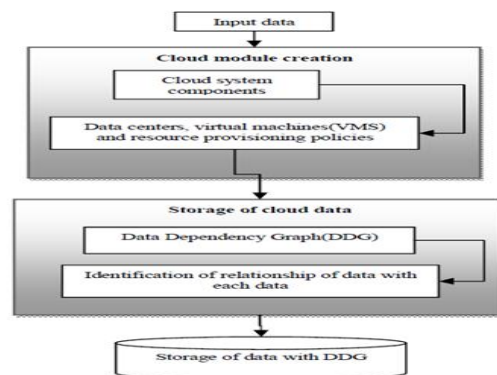 Input data
Cloud module creation
Cloud system
components
Data centers, virtual machines(VMS)
and resource provisioning policies
Storage of cloud data
Data Dependency Graph(DDG)
Identification of relationship of data with
each data
Storage of data with DDG